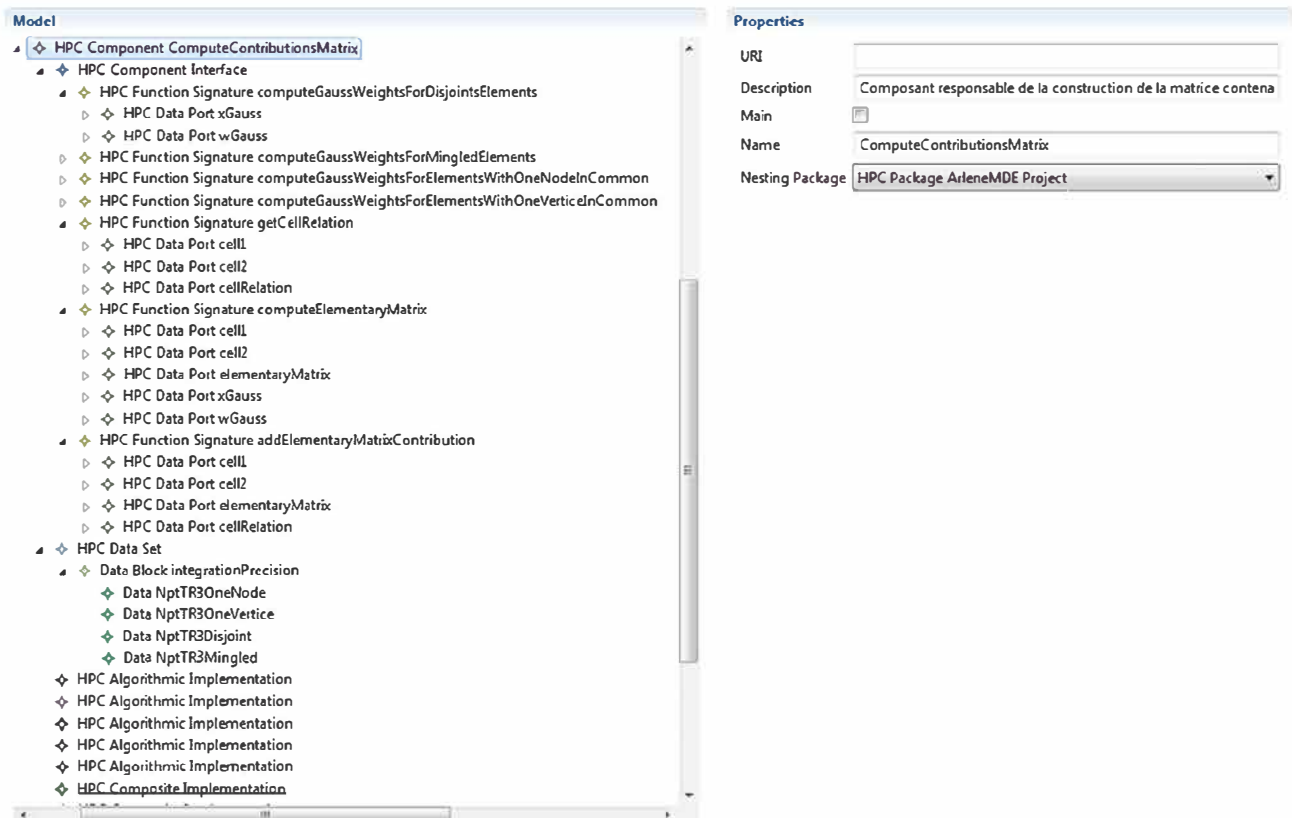 Model
HPC Component ComputeContributionsMatrix
HPC Component Interface
HPC Function Signature computeGaussWeightsForDisjointsElements
HPC Data Port xGauss
HPC Data Port wGauss
HPC Function Signature computeGaussWeightsForMingledElements
HPC Function Signature computeGaussWeightsForElementsWithOneNodeInCommon
HPC Function Signature computeGaussWeightsForElementsWithOneVerticeInCommon
HPC Function Signature getCellRelation
HPC Data Port cell1
HPC Data Port cell2
HPC Data Port cellRelation
HPC Function Signature computeElementaryMatrix
HPC Data Port cell1
HPC Data Port cell2
HPC Data Port elementaryMatrix
HPC Data Port xGauss
HPC Data Port wGauss
HPC Function Signature addElementaryMatrixContribution
HPC Data Port cell1
HPC Data Port cell2
HPC Data Port elementaryMatrix
HPC Data Port cellRelation
HPC Data Set
Data Block integrationPrecision
Data NptTR3OneNode
Data NptTR3OneVertice
Data NptTR3Disjoint
Data NptTR3Mingled
HPC Algorithmic Implementation
HPC Algorithmic Implementation
HPC Algorithmic Implementation
HPC Algorithmic Implementation
HPC Algorithmic Implementation
HPC Composite Implementation
Properties
URI
Description Composant responsable de la construction de la matrice contena
Main
Name ComputeContributionsMatrix
Nesting Package HPC Package ArleneMDE Project